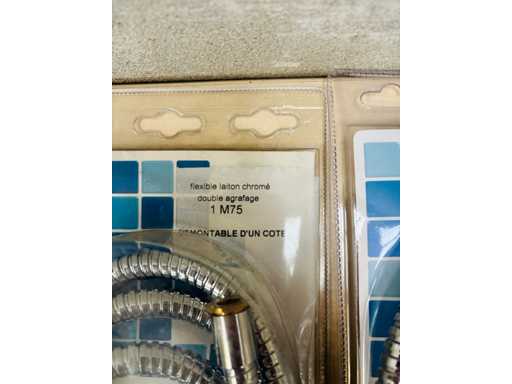 flexible laiton chromé
double agrafage
1 M75
DEMONTABLE D'UN COTE